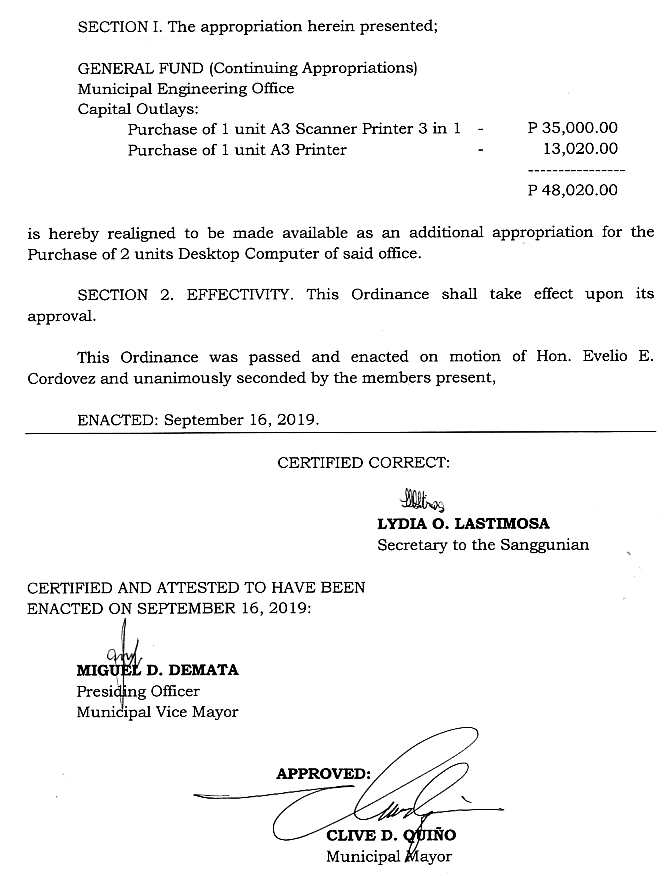 SECTION I. The appropriation herein presented;
GENERAL FUND (Continuing Appropriations)
Municipal Engineering Office
Capital Outlays:
Purchase of 1 unit A3 Scanner Printer 3 in 1 - P 35,000.00
Purchase of 1 unit A3 Printer - 13,020.00
----------------
P 48,020.00
is hereby realigned to be made available as an additional appropriation for the
Purchase of 2 units Desktop Computer of said office.
SECTION 2. EFFECTIVITY. This Ordinance shall take effect upon its
approval.
This Ordinance was passed and enacted on motion of Hon. Evelio E.
Cordovez and unanimously seconded by the members present,
ENACTED: September 16, 2019.
CERTIFIED CORRECT:
LYDIA O. LASTIMOSA
Secretary to the Sanggunian
CERTIFIED AND ATTESTED TO HAVE BEEN
ENACTED ON SEPTEMBER 16, 2019:
MIGUEL D. DEMATA
Presiding Officer
Municipal Vice Mayor
APPROVED:
CLIVE D. QUIÑO
Municipal Mayor